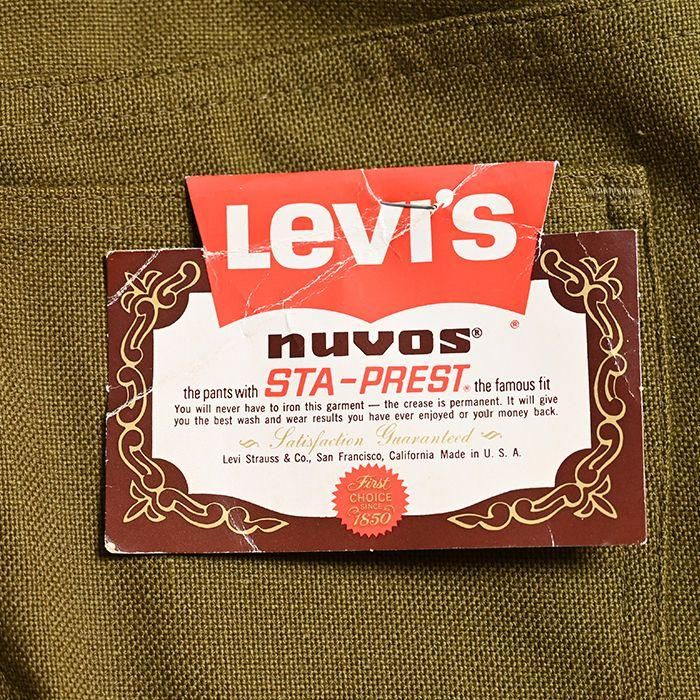 LEVI'S
®
nuvos®
the pants with STA-PREST® the famous fit
You will never have to iron this garment — the crease is permanent. It will give
you the best wash and wear results you have ever enjoyed or your money back.
Satisfaction Guaranteed
Levi Strauss & Co., San Francisco, California Made in U. S. A.
First
CHOICE
SINCE
1850